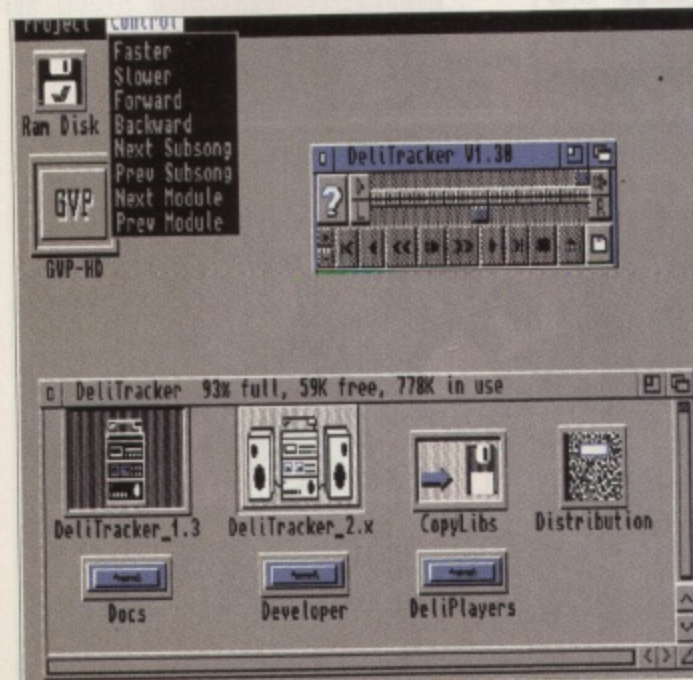 Project Control
Faster
Slower
Forward
Backward
Next Subsong
Prev Subsong
Next Module
Prev Module
Ram Disk
GVP
GVP-HD
DeliTracker V1.30
?
L
R
DeliTracker 93% full, 59K free, 778K in use
DeliTracker_1.3 DeliTracker_2.x CopyLibs Distribution
Docs Developer DeliPlayers